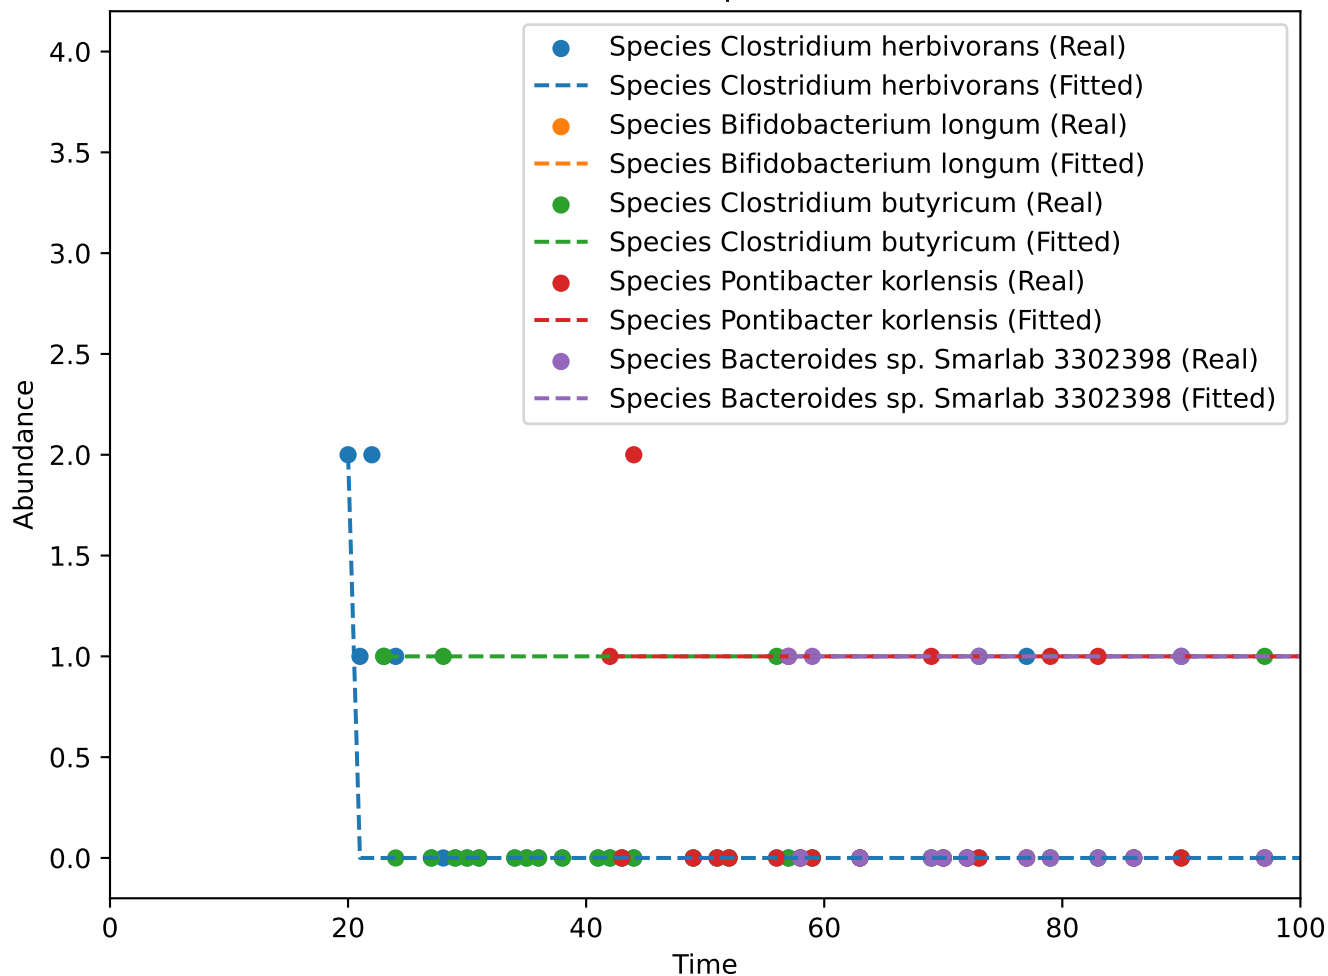 4.0
3.5
3.0
2.5
2.0
1.5
1.0
0.5
0.0
Abundance
Species Clostridium herbivorans (Real)
Species Clostridium herbivorans (Fitted)
Species Bifidobacterium longum (Real)
Species Bifidobacterium longum (Fitted)
Species Clostridium butyricum (Real)
Species Clostridium butyricum (Fitted)
Species Pontibacter korlensis (Real)
Species Pontibacter korlensis (Fitted)
Species Bacteroides sp. Smarlab 3302398 (Real)
Species Bacteroides sp. Smarlab 3302398 (Fitted)
0 20 40 60 80 100
Time